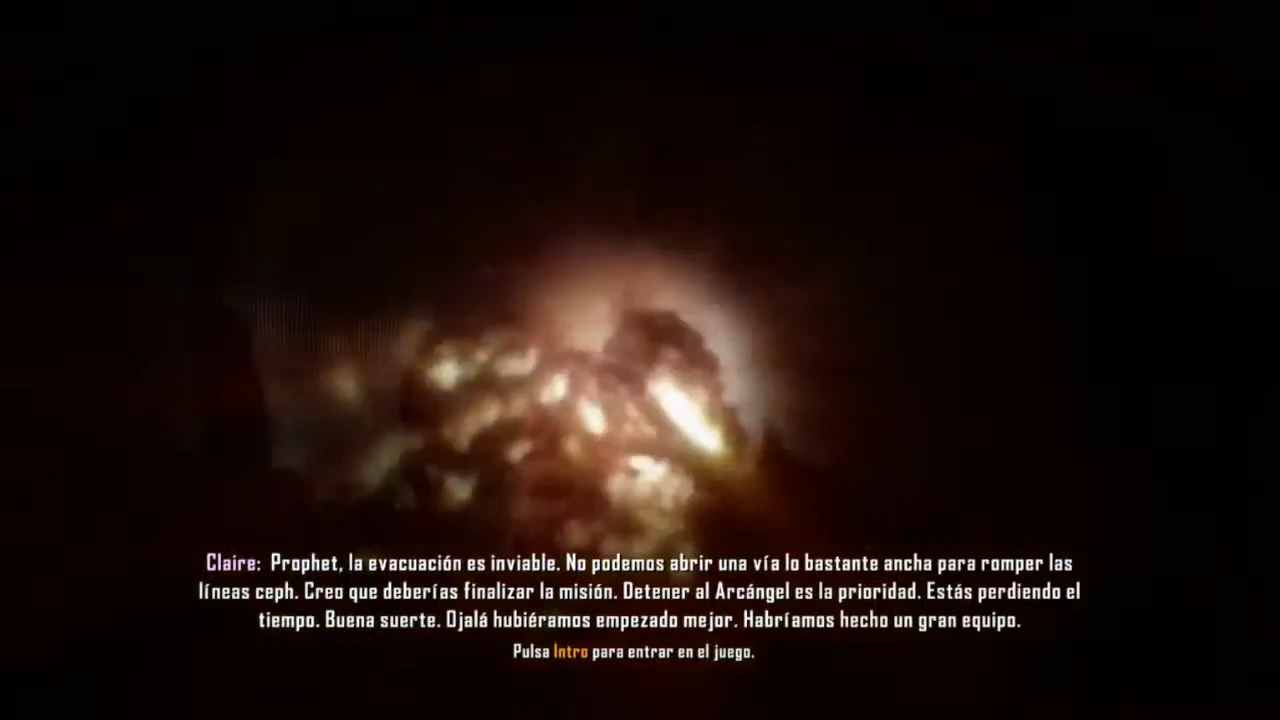 Claire: Prophet, la evacuación es inviable. No podemos abrir una vía lo bastante ancha para romper las
líneas ceph. Creo que deberías finalizar la misión. Detener al Arcángel es la prioridad. Estás perdiendo el
tiempo. Buena suerte. Ojalá hubiéramos empezado mejor. Habríamos hecho un gran equipo.
Pulsa Intro para entrar en el juego.